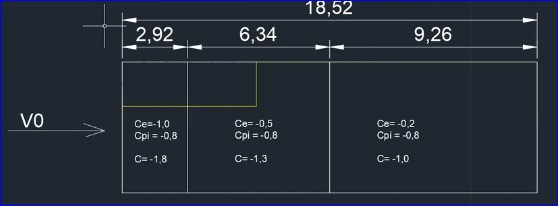 18,52
2,92
6,34
9,26
V0
Ce=-1,0
Cpi = -0,8
C= -1,8
Ce= -0,5
Cpi = -0,8
C= -1,3
Ce= -0,2
Cpi = -0,8
C= -1,0